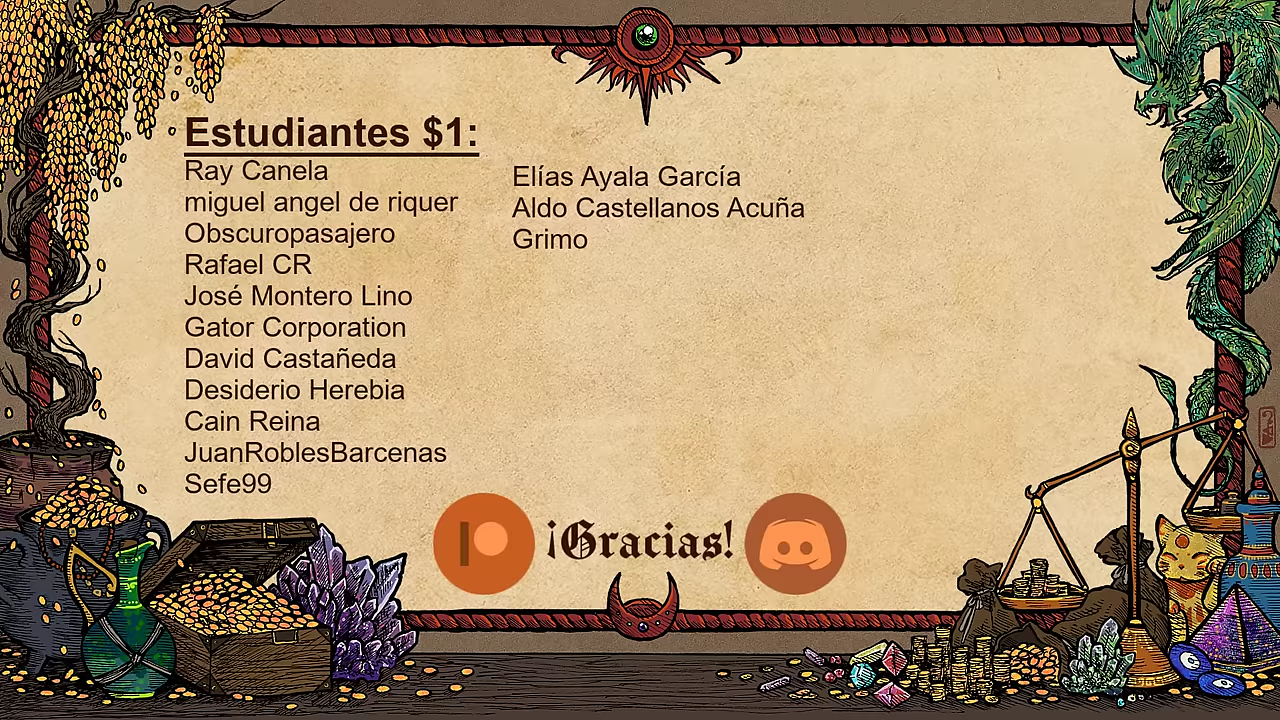 Estudiantes $1:
Ray Canela
miguel angel de riquer
Obscuropasajero
Rafael CR
José Montero Lino
Gator Corporation
David Castañeda
Desiderio Herebia
Cain Reina
JuanRoblesBarcenas
Sefe99
Elías Ayala García
Aldo Castellanos Acuña
Grimo
¡Gracias!